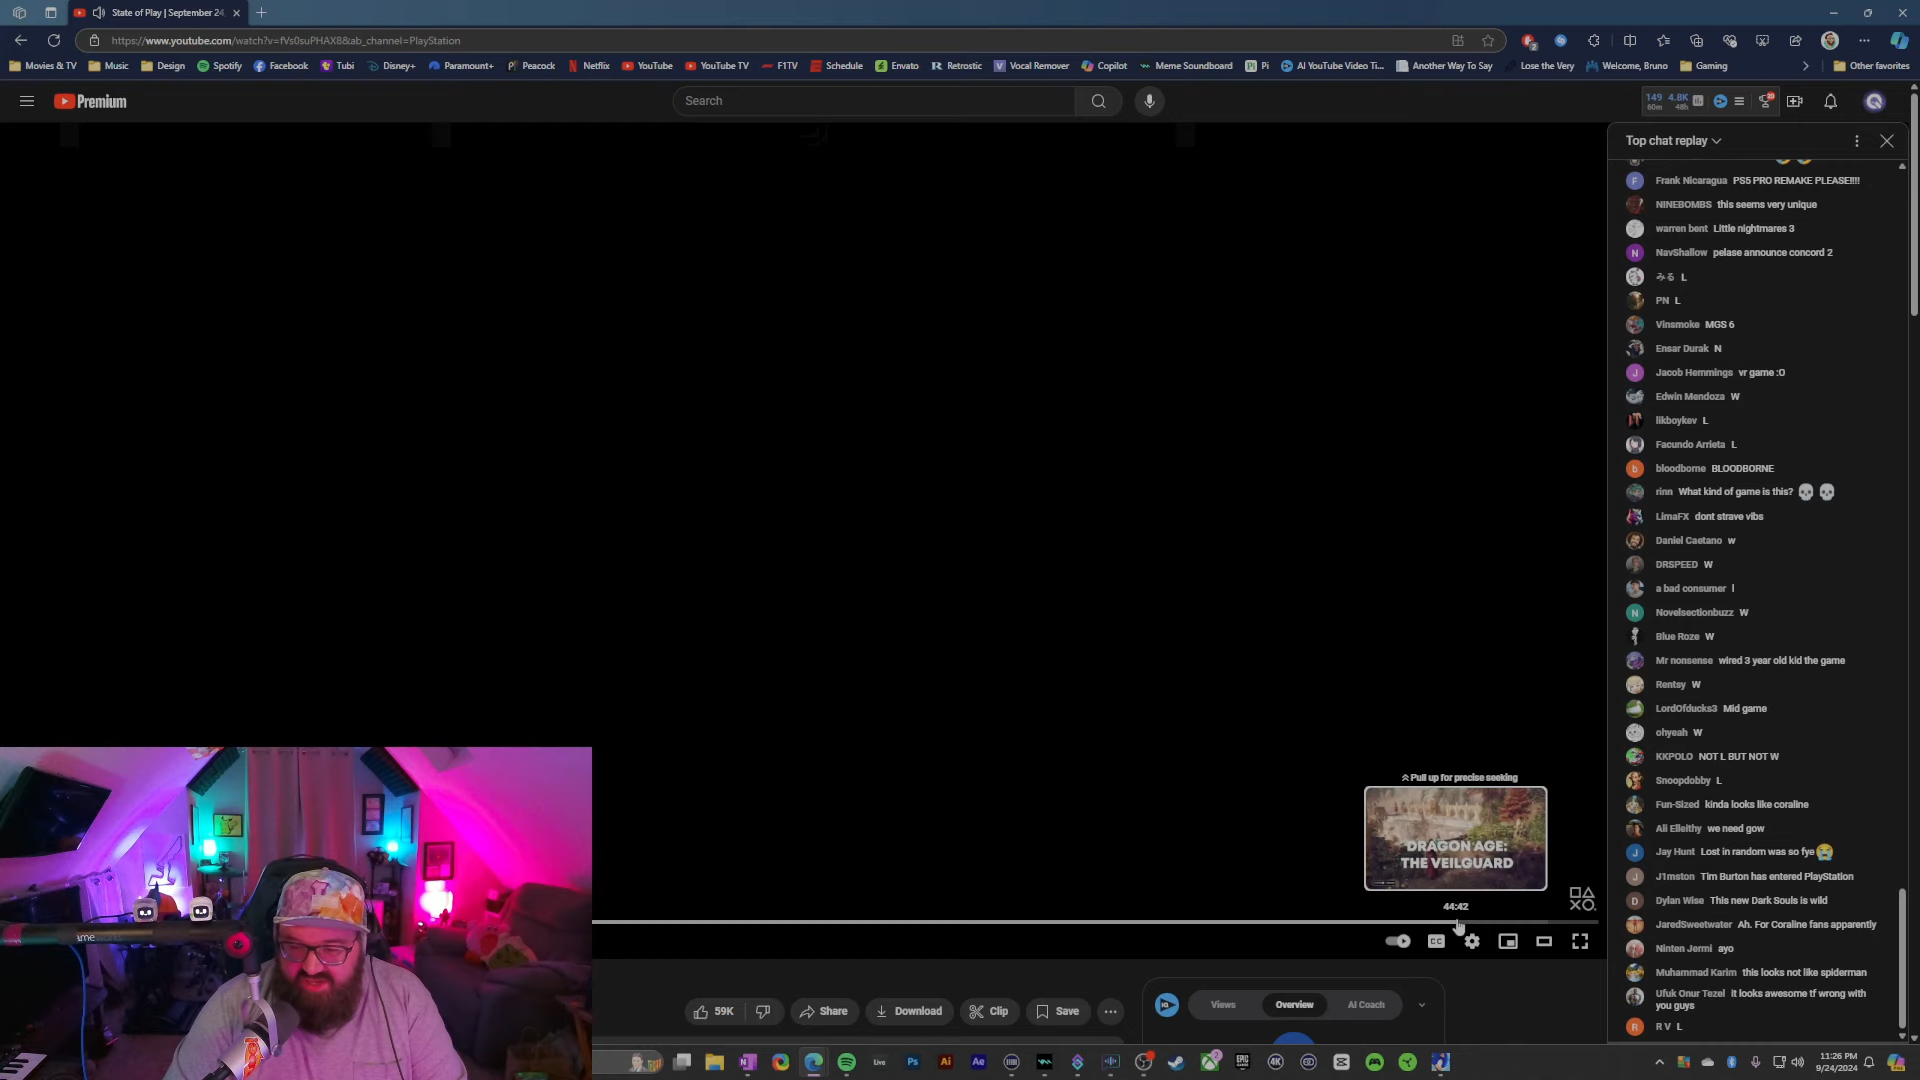 State of Play | September 24
https://www.youtube.com/watch?v=fVs0suPHAX8&ab_channel=PlayStation
Movies & TV
Music
Design
Spotify
Facebook
Tubi
Disney+
Paramount+
Peacock
Netflix
YouTube
YouTube TV
F1TV
Schedule
Envato
Retrostic
Vocal Remover
Copilot
Meme Soundboard
Pi
AI YouTube Video Ti...
Another Way To Say
Lose the Very
Welcome, Bruno
Gaming
Other favorites
Premium
Search
149 4.8K
60m 48h
Top chat replay
Frank Nicaragua PS5 PRO REMAKE PLEASE!!!!
NINEBOMBS this seems very unique
warren bent Little nightmares 3
NavShallow pelase announce concord 2
みる L
PN L
Vinsmoke MGS 6
Ensar Durak N
Jacob Hemmings vr game :O
Edwin Mendoza W
likboykev L
Facundo Arrieta L
bloodborne BLOODBORNE
rinn What kind of game is this?
LimaFX dont strave vibs
Daniel Caetano w
DRSPEED W
a bad consumer l
Novelsectionbuzz W
Blue Roze W
Mr nonsense wired 3 year old kid the game
Rentsy W
LordOfducks3 Mid game
ohyeah W
KKPOLO NOT L BUT NOT W
Snoopdobby L
Fun-Sized kinda looks like coraline
Ali Elleithy we need gow
Jay Hunt Lost in random was so fye
J1mston Tim Burton has entered PlayStation
Dylan Wise This new Dark Souls is wild
JaredSweetwater Ah. For Coraline fans apparently
Ninten Jermi ayo
Muhammad Karim this looks not like spiderman
Ufuk Onur Tezel it looks awesome tf wrong with
you guys
R V L
Pull up for precise seeking
DRAGON AGE:
THE VEILGUARD
44:42
CC
59K
Share
Download
Clip
Save
Views
Overview
AI Coach
11:26 PM
9/24/2024